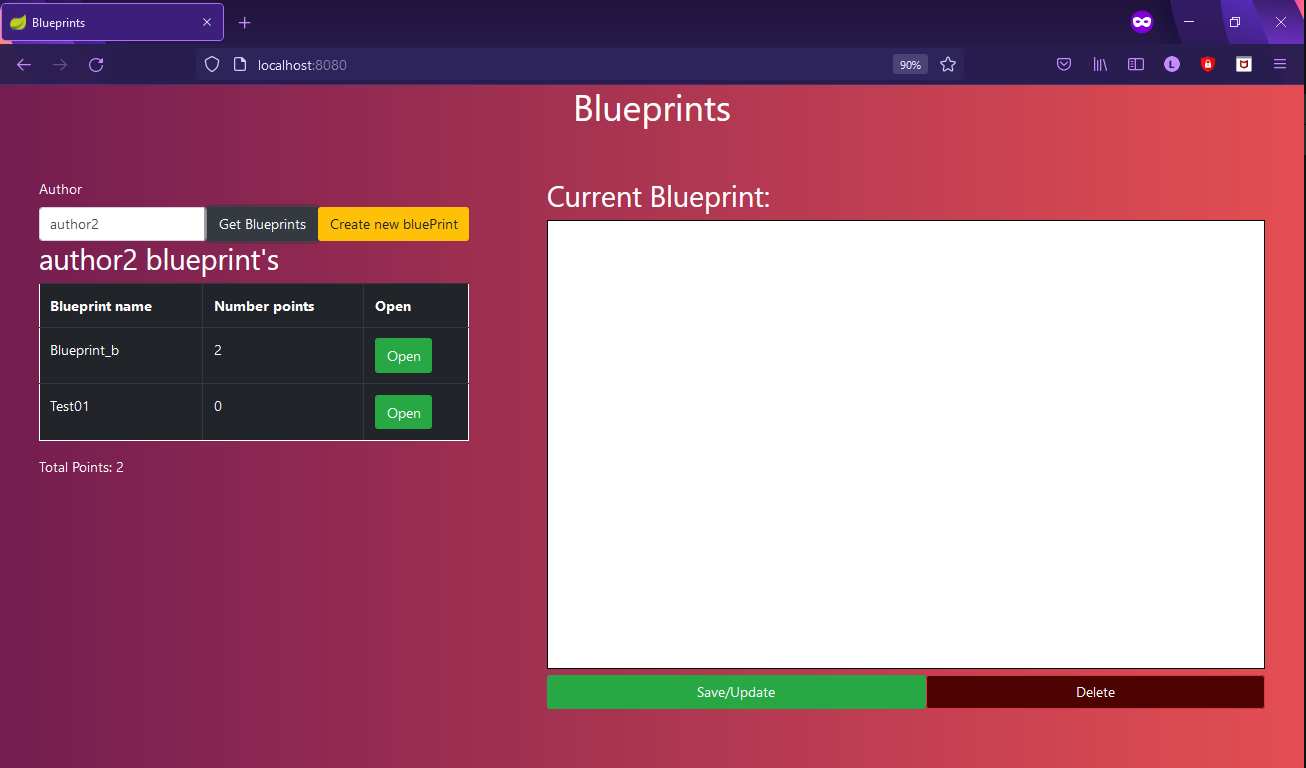 Blueprints
localhost:8080
90%
L
Blueprints
Author
author2
Get Blueprints
Create new bluePrint
author2 blueprint's
Blueprint name Number points Open
Blueprint_b 2 Open
Test01 0 Open
Total Points: 2
Current Blueprint:
Save/Update Delete